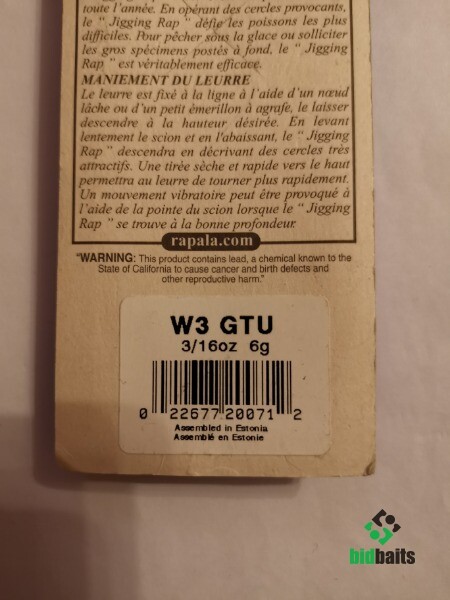 toute l'année. En opérant des cercles provocants,
le "Jigging Rap" défie les poissons les plus
difficiles. Pour pêcher sous la glace ou solliciter
les gros spécimens postés à fond, le "Jigging
Rap" est véritablement efficace.
MANIEMENT DU LEURRE
Le leurre est fixé à la ligne à l'aide d'un nœud
lâche ou d'un petit émerillon à agrafe, le laisser
descendre à la hauteur désirée. En levant
lentement le scion et en l'abaissant, le "Jigging
Rap" descendra en décrivant des cercles très
attractifs. Une tirée sèche et rapide vers le haut
permettra au leurre de tourner plus rapidement.
Un mouvement vibratoire peut être provoqué à
l'aide de la pointe du scion lorsque le "Jigging
Rap" se trouve à la bonne profondeur
rapala.com
"WARNING: This product contains lead, a chemical known to the
State of California to cause cancer and birth defects and
other reproductive harm."
W3 GTU
3/16oz 6g
0 22677 20071 2
Assembled in Estonia
Assemblé en Estonie
bidbaits